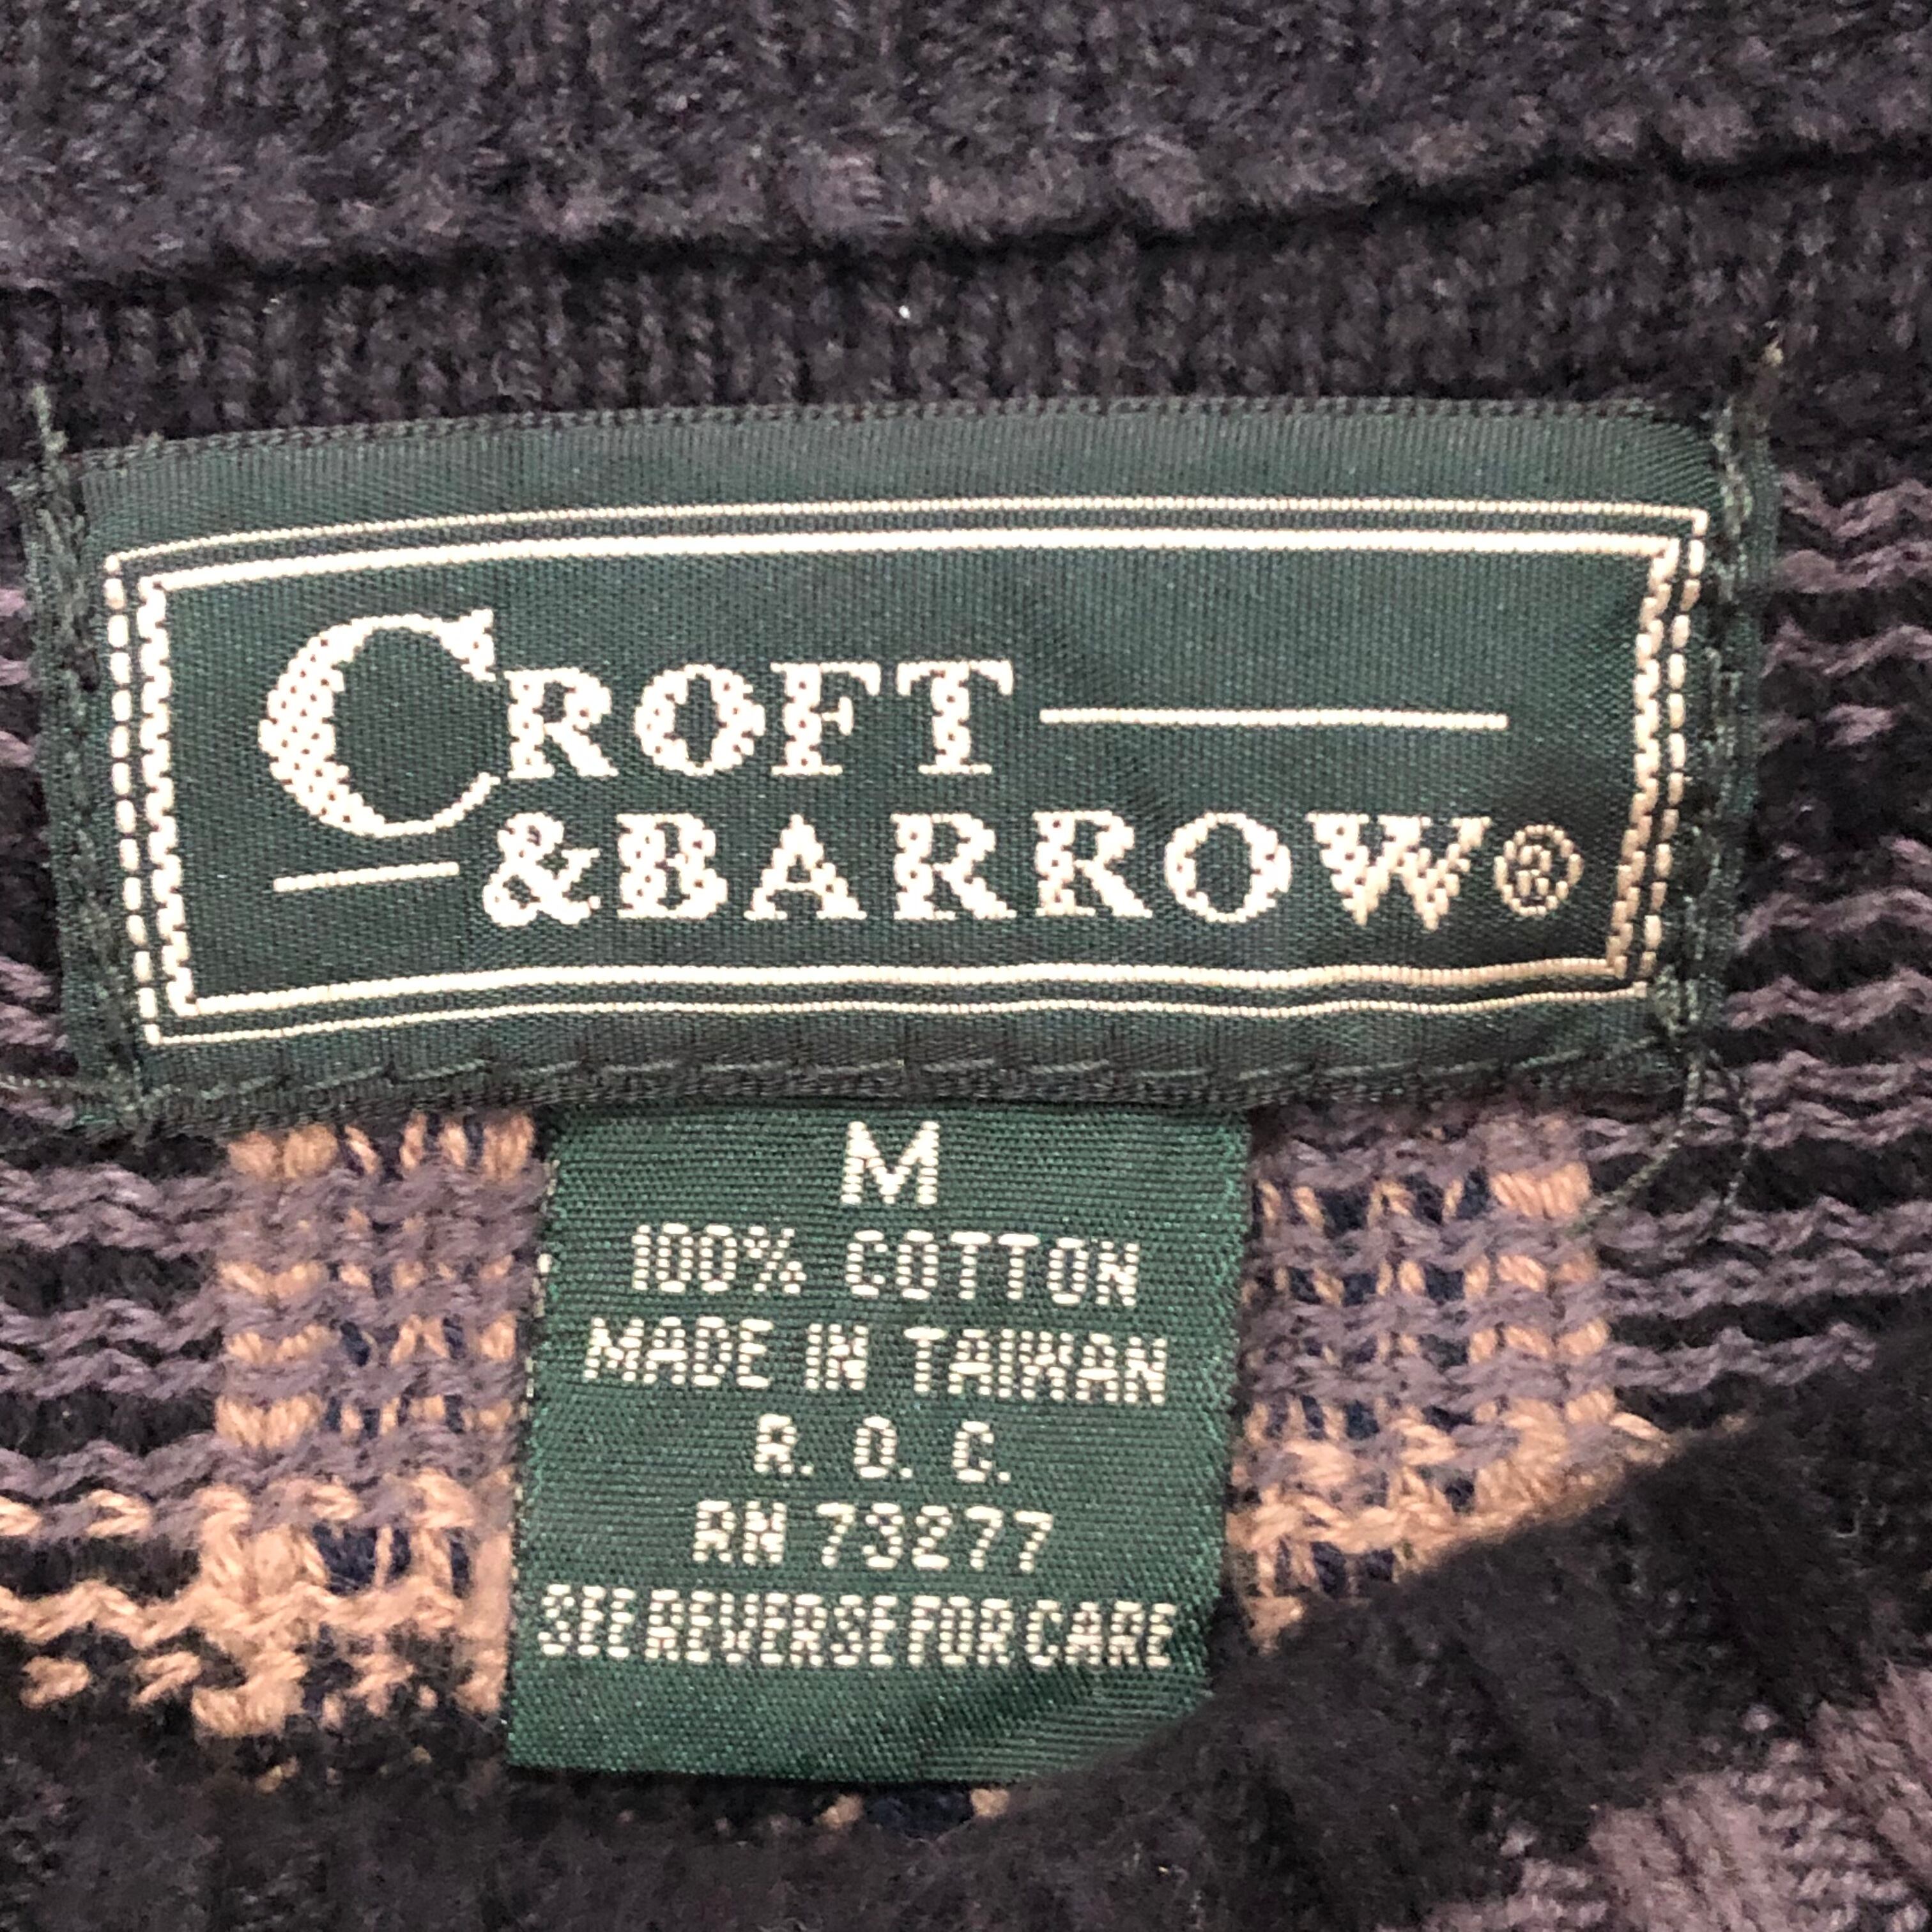 CROFT
&BARROW®
M
100% COTTON
MADE IN TAIWAN
R. O. C.
RN 73277
SEE REVERSE FOR CARE